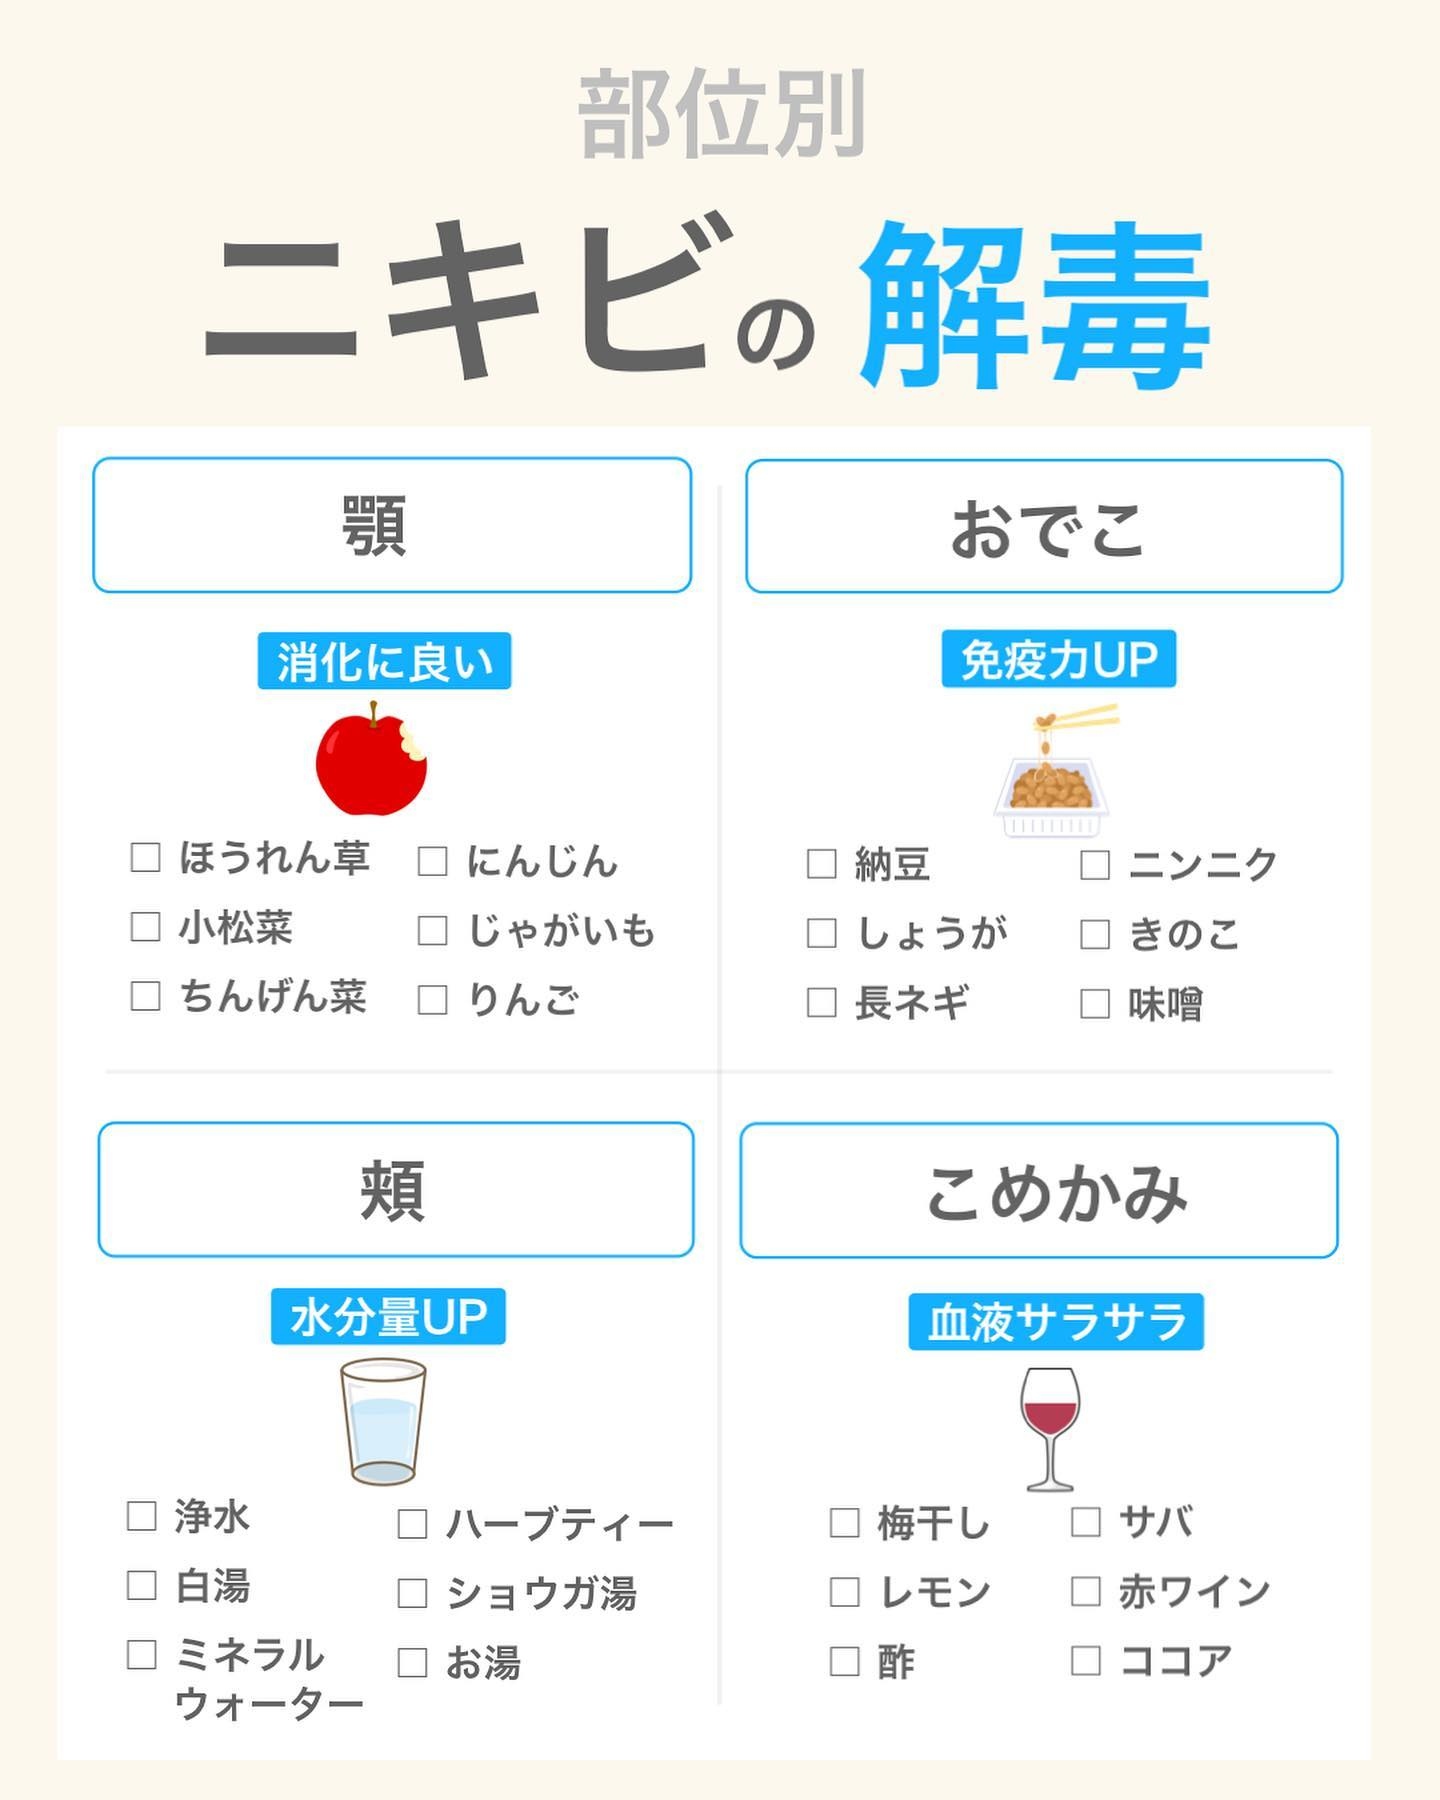 部位別
ニキビの解毒
顎
消化に良い
□ ほうれん草
□ 小松菜
□ ちんげん菜
□ にんじん
□ じゃがいも
□ りんご
おでこ
免疫力UP
□ 納豆
□ しょうが
□ 長ネギ
□ ニンニク
□ きのこ
□ 味噌
頬
水分量UP
□ 浄水
□ 白湯
□ ミネラル
ウォーター
□ ハーブティー
□ ショウガ湯
□ お湯
こめかみ
血液サラサラ
□ 梅干し
□ レモン
□ 酢
□ サバ
□ 赤ワイン
□ ココア